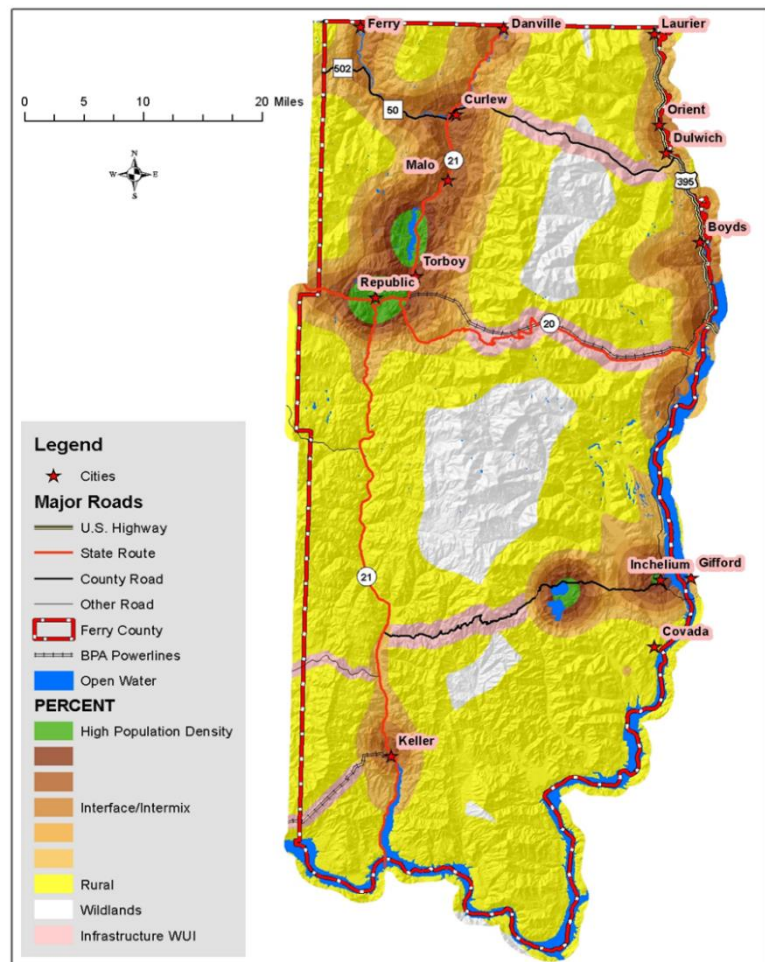 Ferry
Danville
Laurier
502
0 5 10 20 Miles
50
Curlew
Orient
Dulwich
N
W E
S
Malo
21
395
Boyds
Torboy
Republic
20
Legend
Cities
Major Roads
U.S. Highway
State Route
County Road
Other Road
Ferry County
BPA Powerlines
Open Water
PERCENT
High Population Density
Interface/Intermix
Rural
Wildlands
Infrastructure WUI
21
Inchelium
Gifford
Covada
Keller